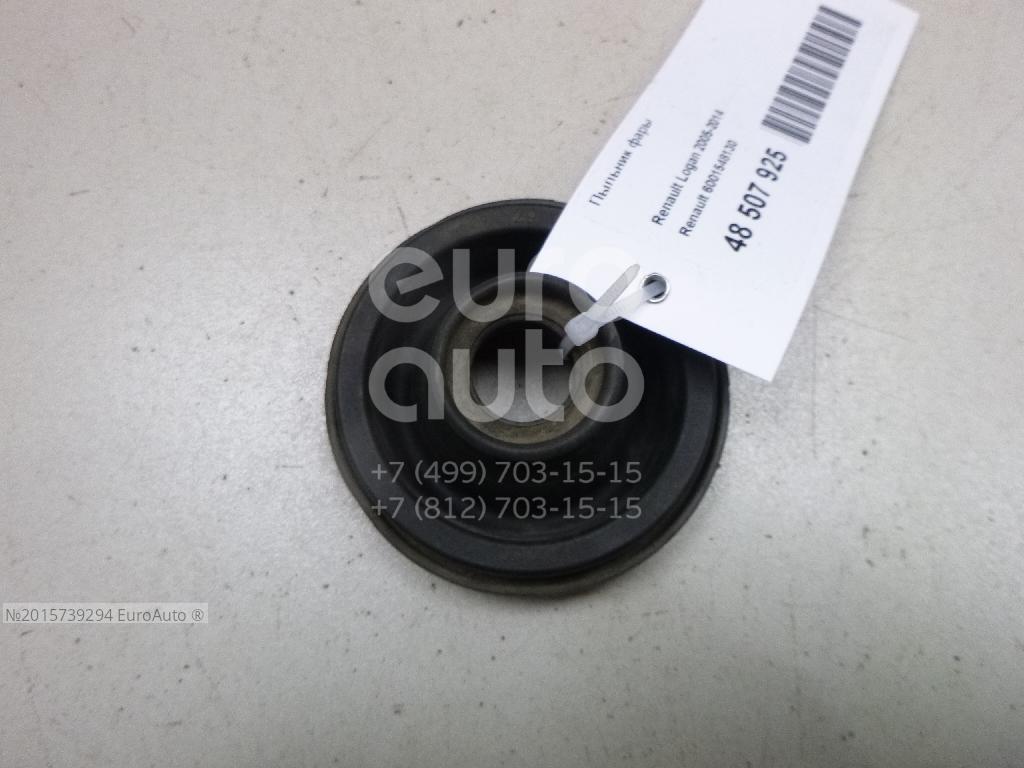 Пыльник фары
Renault Logan 2005-2014
Renault 6001548130
48 507 925
euro
auto
+7 (499) 703-15-15
+7 (812) 703-15-15
№2015739294 EuroAuto ®